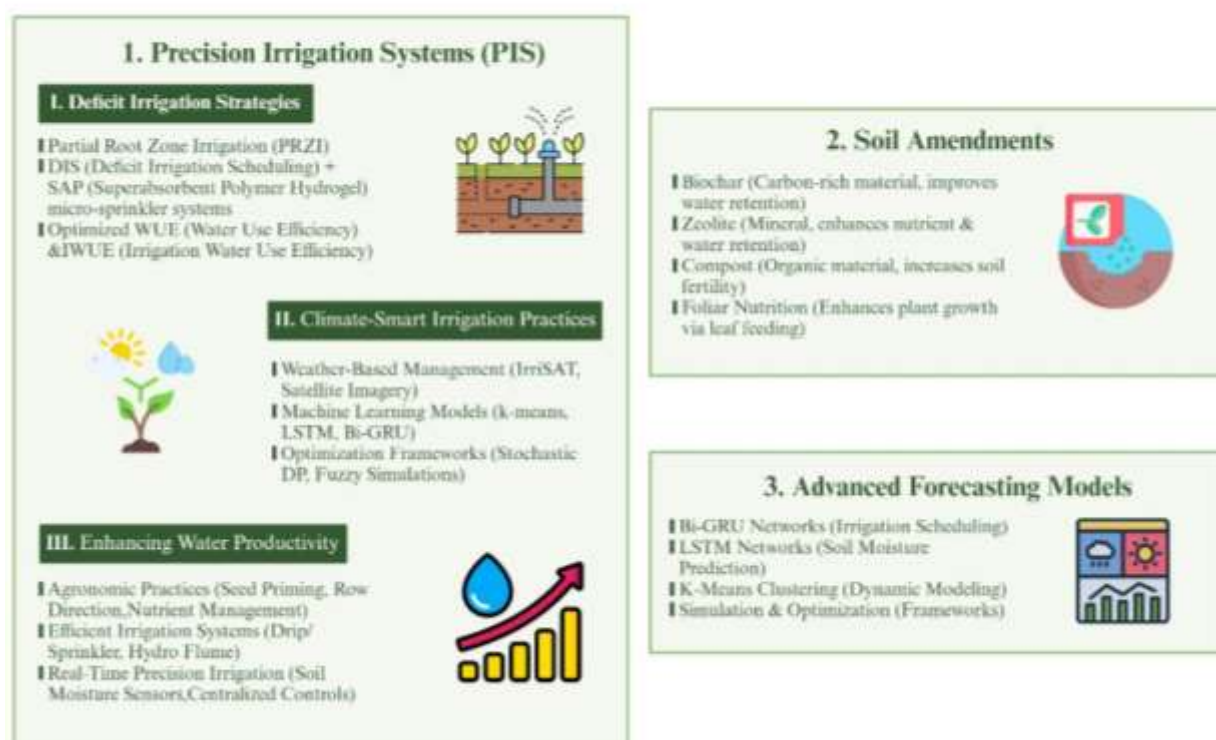 1. Precision Irrigation Systems (PIS)
I. Deficit Irrigation Strategies
Partial Root Zone Irrigation (PRZI)
DIS (Deficit Irrigation Scheduling) +
SAP (Superabsorbent Polymer Hydrogel)
micro-sprinkler systems
Optimized WUE (Water Use Efficiency)
&IWUE (Irrigation Water Use Efficiency)
II. Climate-Smart Irrigation Practices
Weather-Based Management (IrriSAT,
Satellite Imagery)
Machine Learning Models (k-means,
LSTM, Bi-GRU)
Optimization Frameworks (Stochastic
DP, Fuzzy Simulations)
III. Enhancing Water Productivity
Agronomic Practices (Seed Priming, Row
Direction,Nutrient Management)
Efficient Irrigation Systems (Drip/
Sprinkler, Hydro Flume)
Real-Time Precision Irrigation (Soil
Moisture Sensors,Centralized Controls)
2. Soil Amendments
Biochar (Carbon-rich material, improves
water retention)
Zeolite (Mineral, enhances nutrient &
water retention)
Compost (Organic material, increases soil
fertility)
Foliar Nutrition (Enhances plant growth
via leaf feeding)
3. Advanced Forecasting Models
Bi-GRU Networks (Irrigation Scheduling)
LSTM Networks (Soil Moisture
Prediction)
K-Means Clustering (Dynamic Modeling)
Simulation & Optimization (Frameworks)